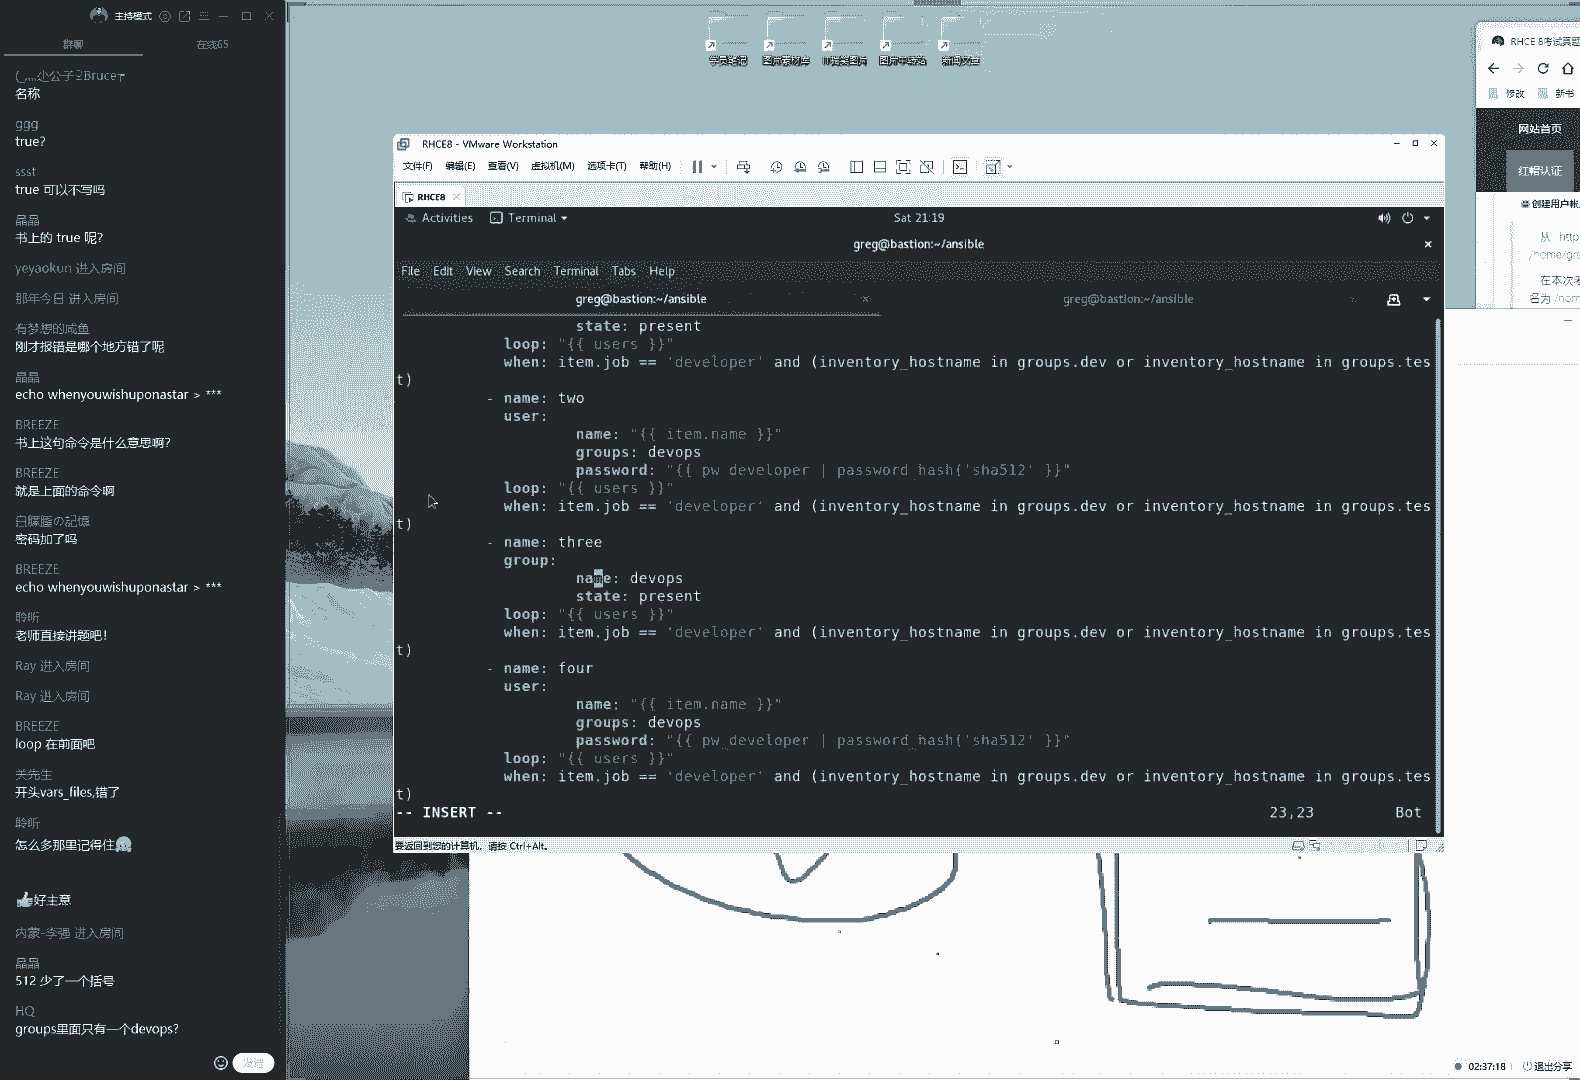 主持模式
群聊
在线65
名称
ggg
true?
ssst
true 可以不写吗
晶晶
书上的 true 呢?
yeyaokun 进入房间
那年今日 进入房间
有梦想的咸鱼
刚才报错是哪个地方错了呢
晶晶
echo whenyouwishuponastar > ***
BREEZE
书上这句命令是什么意思啊?
BREEZE
就是上面的命令啊
密码加了吗
BREEZE
echo whenyouwishuponastar > ***
聆听
老师直接讲题吧!
Ray 进入房间
Ray 进入房间
BREEZE
loop 在前面吧
关先生
开头vars_files,错了
聆听
怎么多那里记得住
好主意
内蒙-李强 进入房间
晶晶
512 少了一个括号
HQ
groups里面只有一个devops?
发送
学员笔记
图片素材库
新闻文章
RHCE8 - VMware Workstation
文件(F) 编辑(E) 查看(V) 虚拟机(M) 选项卡(T) 帮助(H)
RHCE8
Activities Terminal Sat 21:19
greg@bastion:~/ansible
File Edit View Search Terminal Tabs Help
greg@bastion:~/ansible greg@bastion:~/ansible
state: present
loop: "{{ users }}"
when: item.job == 'developer' and (inventory_hostname in groups.dev or inventory_hostname in groups.tes
t)
- name: two
user:
name: "{{ item.name }}"
groups: devops
password: "{{ pw_developer | password_hash('sha512' }}"
loop: "{{ users }}"
when: item.job == 'developer' and (inventory_hostname in groups.dev or inventory_hostname in groups.tes
t)
- name: three
group:
name: devops
state: present
loop: "{{ users }}"
when: item.job == 'developer' and (inventory_hostname in groups.dev or inventory_hostname in groups.tes
t)
- name: four
user:
name: "{{ item.name }}"
groups: devops
password: "{{ pw_developer | password_hash('sha512' }}"
loop: "{{ users }}"
when: item.job == 'developer' and (inventory_hostname in groups.dev or inventory_hostname in groups.tes
t)
-- INSERT -- 23,23 Bot
要返回到您的计算机，请按 Ctrl+Alt。
RHCE 8考试真题
修改 新书
网站首页
红帽认证
创建用户帐
从 http
/home/gre
在本次考
名为 /hom
02:37:18 退出分享